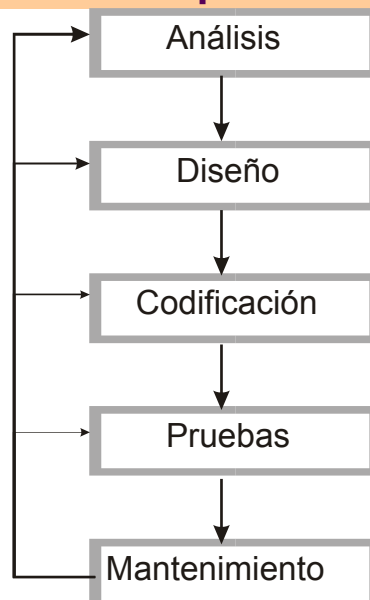 Análisis
Diseño
Codificación
Pruebas
Mantenimiento